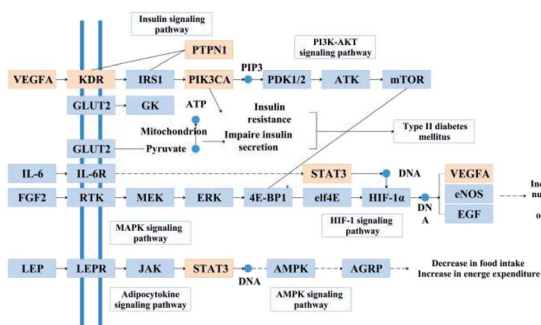 Insulin signaling
pathway
PTPN1
PI3K-AKT
signaling pathway
PIP3
VEGFA
KDR
IRS1
PIK3CA
PDK1/2
ATK
mTOR
GLUT2
GK
ATP
Insulin
resistance
Mitochondrion
Impaire insulin
secretion
Type II diabetes
mellitus
GLUT2
Pyruvate
IL-6
IL-6R
STAT3
DNA
VEGFA
FGF2
RTK
MEK
ERK
4E-BP1
elf4E
HIF-1α
DN
A
eNOS
EGF
MAPK signaling
pathway
HIF-1 signaling
pathway
LEP
LEPR
JAK
STAT3
DNA
AMPK
AGRP
Decrease in food intake
Increase in energe expenditure
Adipocytokine
signaling pathway
AMPK signaling
pathway